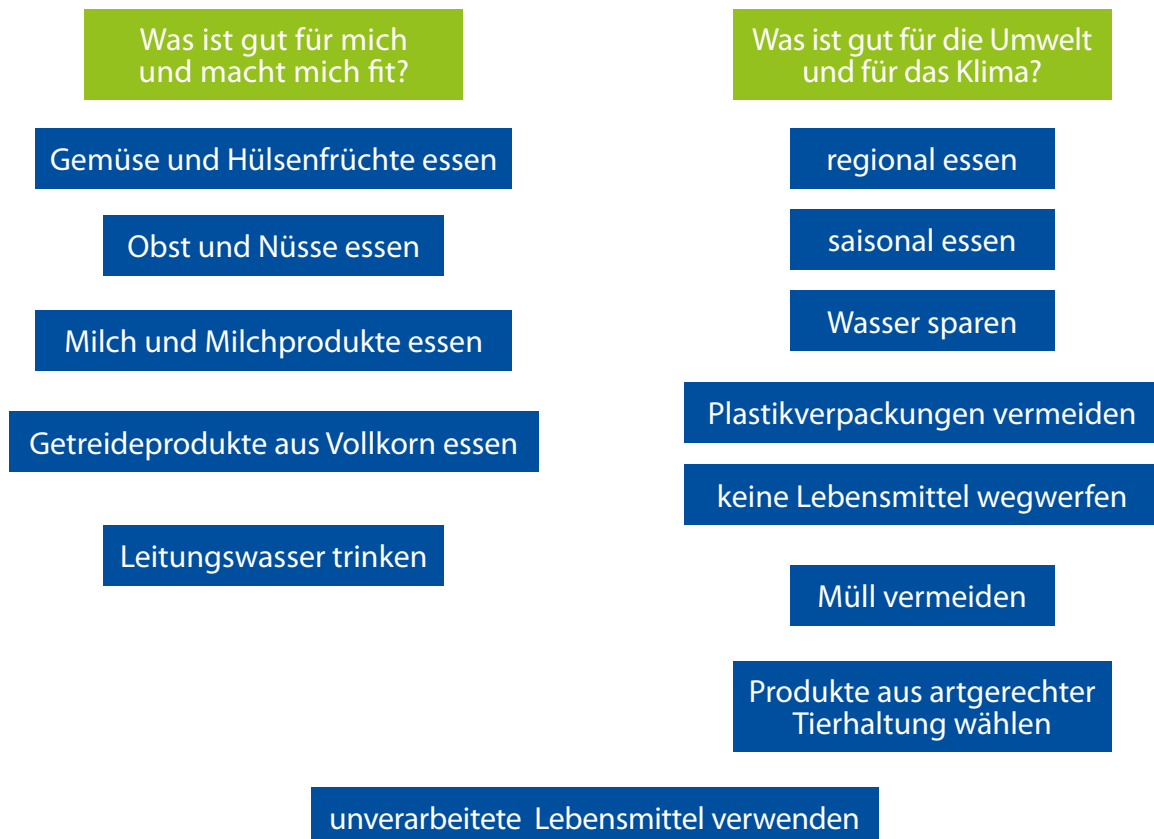 Was ist gut für mich
und macht mich fit?
Gemüse und Hülsenfrüchte essen
Obst und Nüsse essen
Milch und Milchprodukte essen
Getreideprodukte aus Vollkorn essen
Leitungswasser trinken
Was ist gut für die Umwelt
und für das Klima?
regional essen
saisonal essen
Wasser sparen
Plastikverpackungen vermeiden
keine Lebensmittel wegwerfen
Müll vermeiden
Produkte aus artgerechter
Tierhaltung wählen
unverarbeitete Lebensmittel verwenden